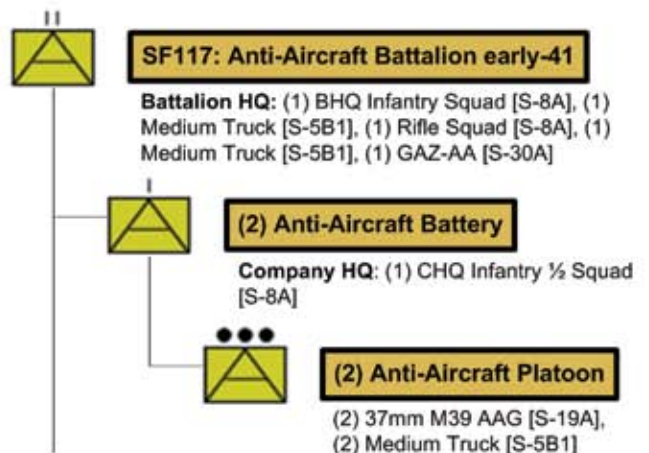 SF117: Anti-Aircraft Battalion early-41
Battalion HQ: (1) BHQ Infantry Squad [S-8A], (1)
Medium Truck [S-5B1], (1) Rifle Squad [S-8A], (1)
Medium Truck [S-5B1], (1) GAZ-AA [S-30A]
(2) Anti-Aircraft Battery
Company HQ: (1) CHQ Infantry ½ Squad
[S-8A]
(2) Anti-Aircraft Platoon
(2) 37mm M39 AAG [S-19A],
(2) Medium Truck [S-5B1]